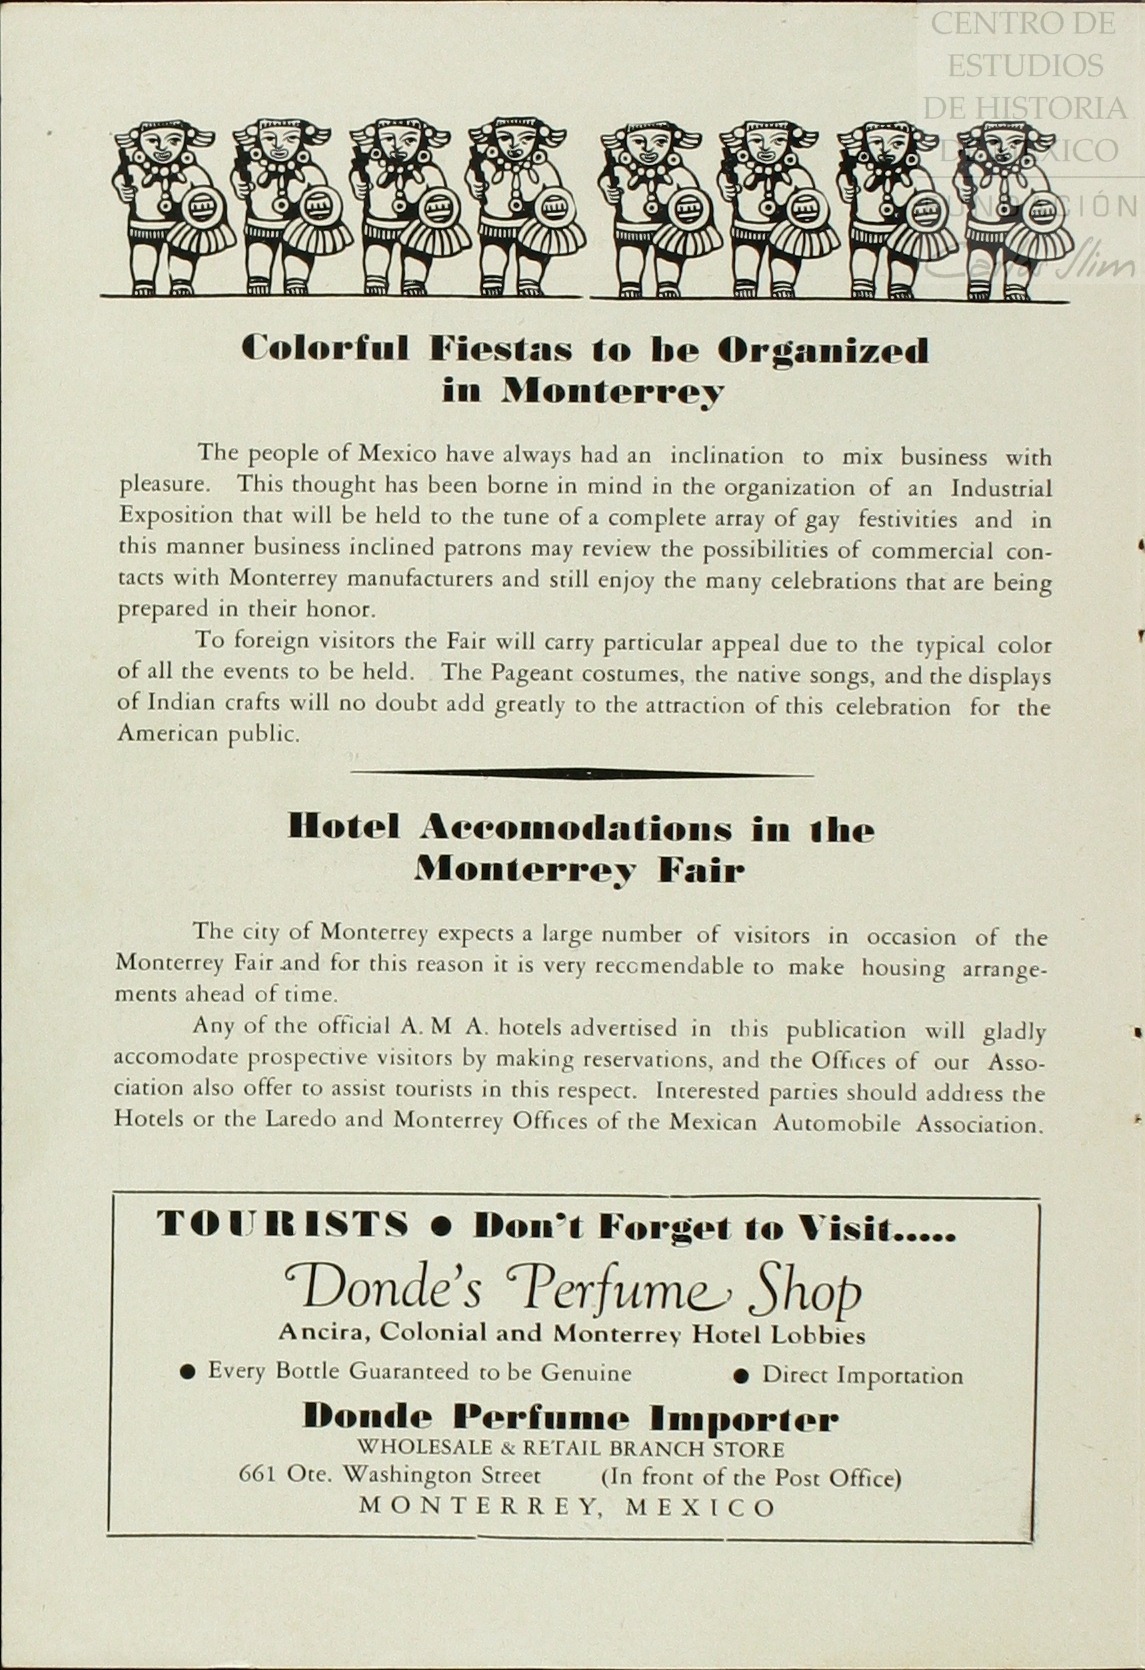 CENTRO DE
ESTUDIOS
DE HISTORIA
DE MÉXICO
FUNDACIÓN
Carlos Slim
Colorful Fiestas to be Organized
in Monterrey
The people of Mexico have always had an inclination to mix business with
pleasure. This thought has been borne in mind in the organization of an Industrial
Exposition that will be held to the tune of a complete array of gay festivities and in
this manner business inclined patrons may review the possibilities of commercial con-
tacts with Monterrey manufacturers and still enjoy the many celebrations that are being
prepared in their honor.
To foreign visitors the Fair will carry particular appeal due to the typical color
of all the events to be held. The Pageant costumes, the native songs, and the displays
of Indian crafts will no doubt add greatly to the attraction of this celebration for the
American public.
Hotel Accomodations in the
Monterrey Fair
The city of Monterrey expects a large number of visitors in occasion of the
Monterrey Fair and for this reason it is very reccmendable to make housing arrange-
ments ahead of time.
Any of the official A. M A. hotels advertised in this publication will gladly
accomodate prospective visitors by making reservations, and the Offices of our Asso-
ciation also offer to assist tourists in this respect. Interested parties should address the
Hotels or the Laredo and Monterrey Offices of the Mexican Automobile Association.
TOURISTS ● Don't Forget to Visit.....
Donde's Perfume Shop
Ancira, Colonial and Monterrey Hotel Lobbies
● Every Bottle Guaranteed to be Genuine ● Direct Importation
Donde Perfume Importer
WHOLESALE & RETAIL BRANCH STORE
661 Ote. Washington Street (In front of the Post Office)
MONTERREY, MEXICO